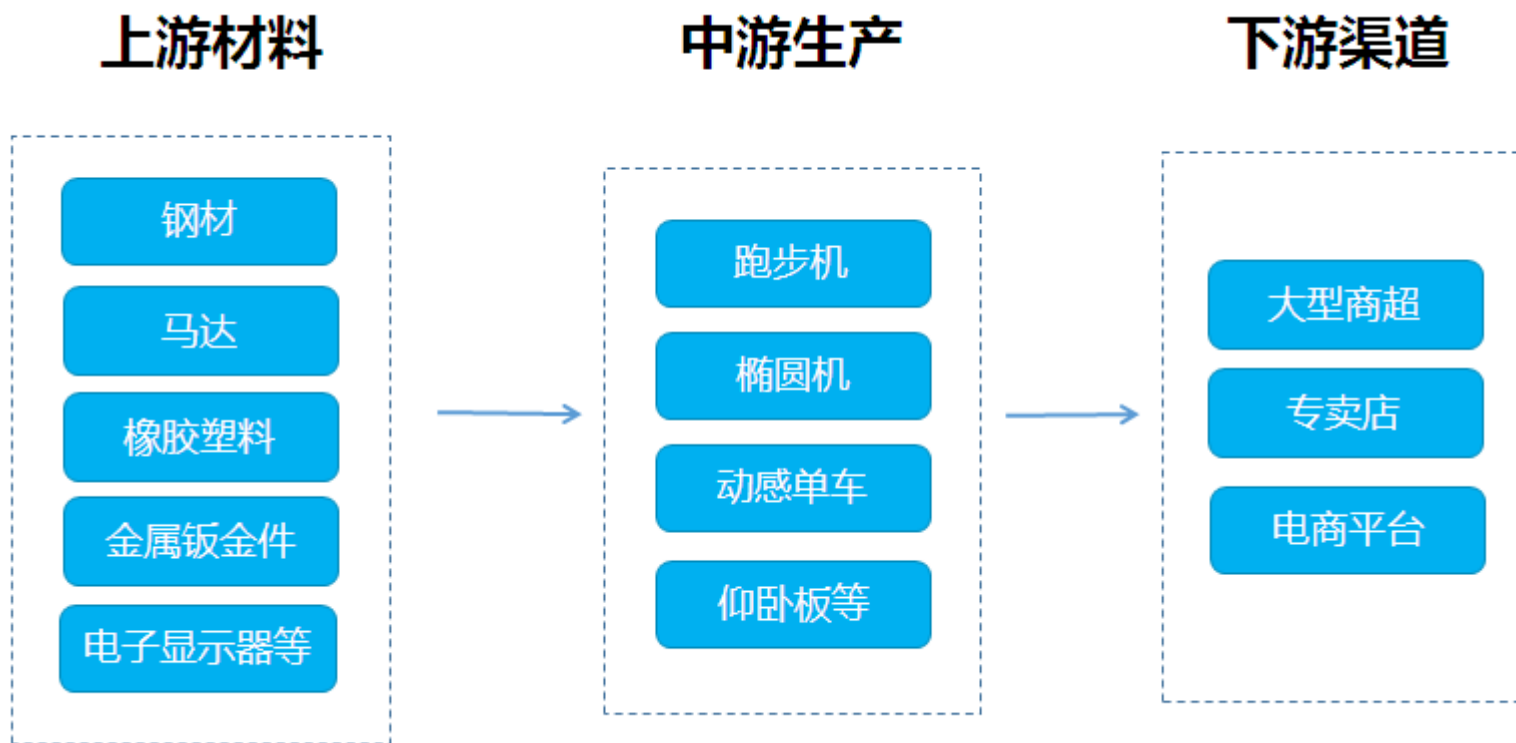 上游材料
钢材
马达
橡胶塑料
金属钣金件
电子显示器等
中游生产
跑步机
椭圆机
动感单车
仰卧板等
下游渠道
大型商超
专卖店
电商平台